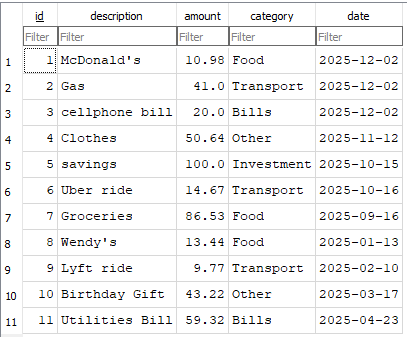 id description amount category date
Filter Filter Filter Filter Filter
1 1 McDonald's 10.98 Food 2025-12-02
2 2 Gas 41.0 Transport 2025-12-02
3 3 cellphone bill 20.0 Bills 2025-12-02
4 4 Clothes 50.64 Other 2025-11-12
5 5 savings 100.0 Investment 2025-10-15
6 6 Uber ride 14.67 Transport 2025-10-16
7 7 Groceries 86.53 Food 2025-09-16
8 8 Wendy's 13.44 Food 2025-01-13
9 9 Lyft ride 9.77 Transport 2025-02-10
10 10 Birthday Gift 43.22 Other 2025-03-17
11 11 Utilities Bill 59.32 Bills 2025-04-23